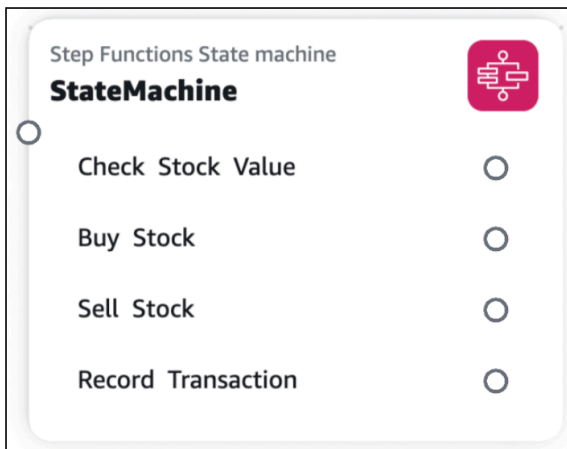 Step Functions State machine
StateMachine
Check Stock Value
Buy Stock
Sell Stock
Record Transaction